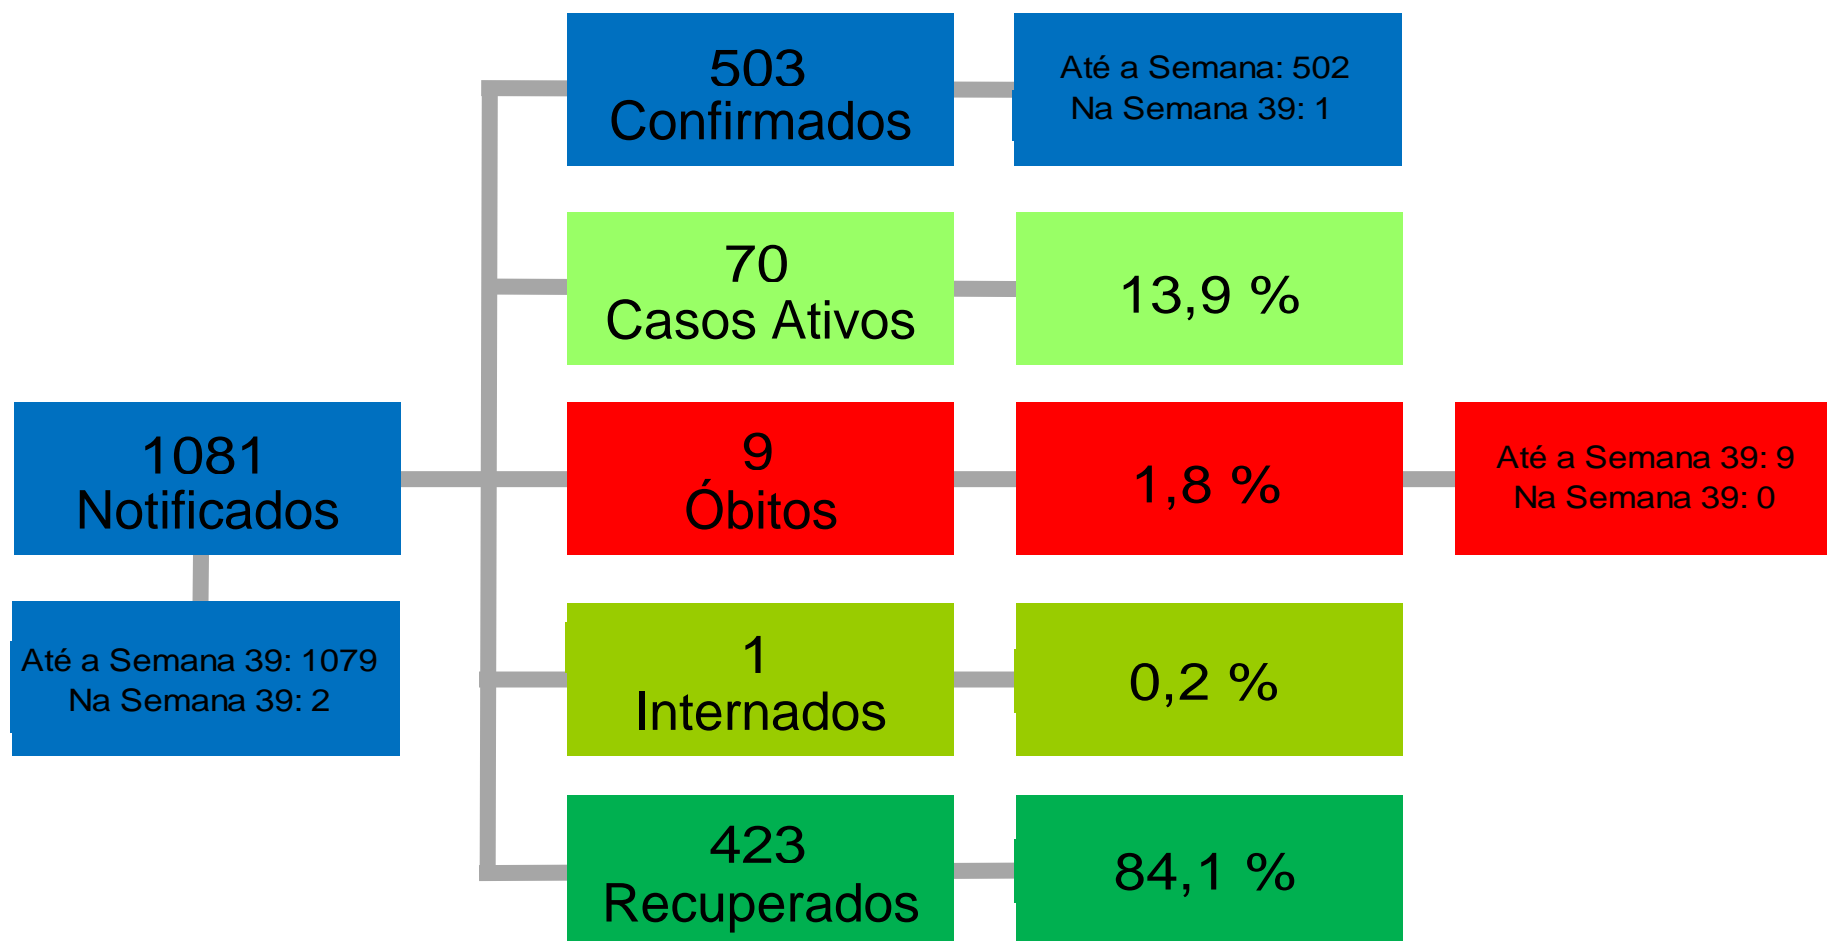 503
Confirmados
Até a Semana: 502
Na Semana 39: 1
70
Casos Ativos
13,9 %
1081
Notificados
9
Óbitos
1,8 %
Até a Semana 39: 9
Na Semana 39: 0
Até a Semana 39: 1079
Na Semana 39: 2
1
Internados
0,2 %
423
Recuperados
84,1 %